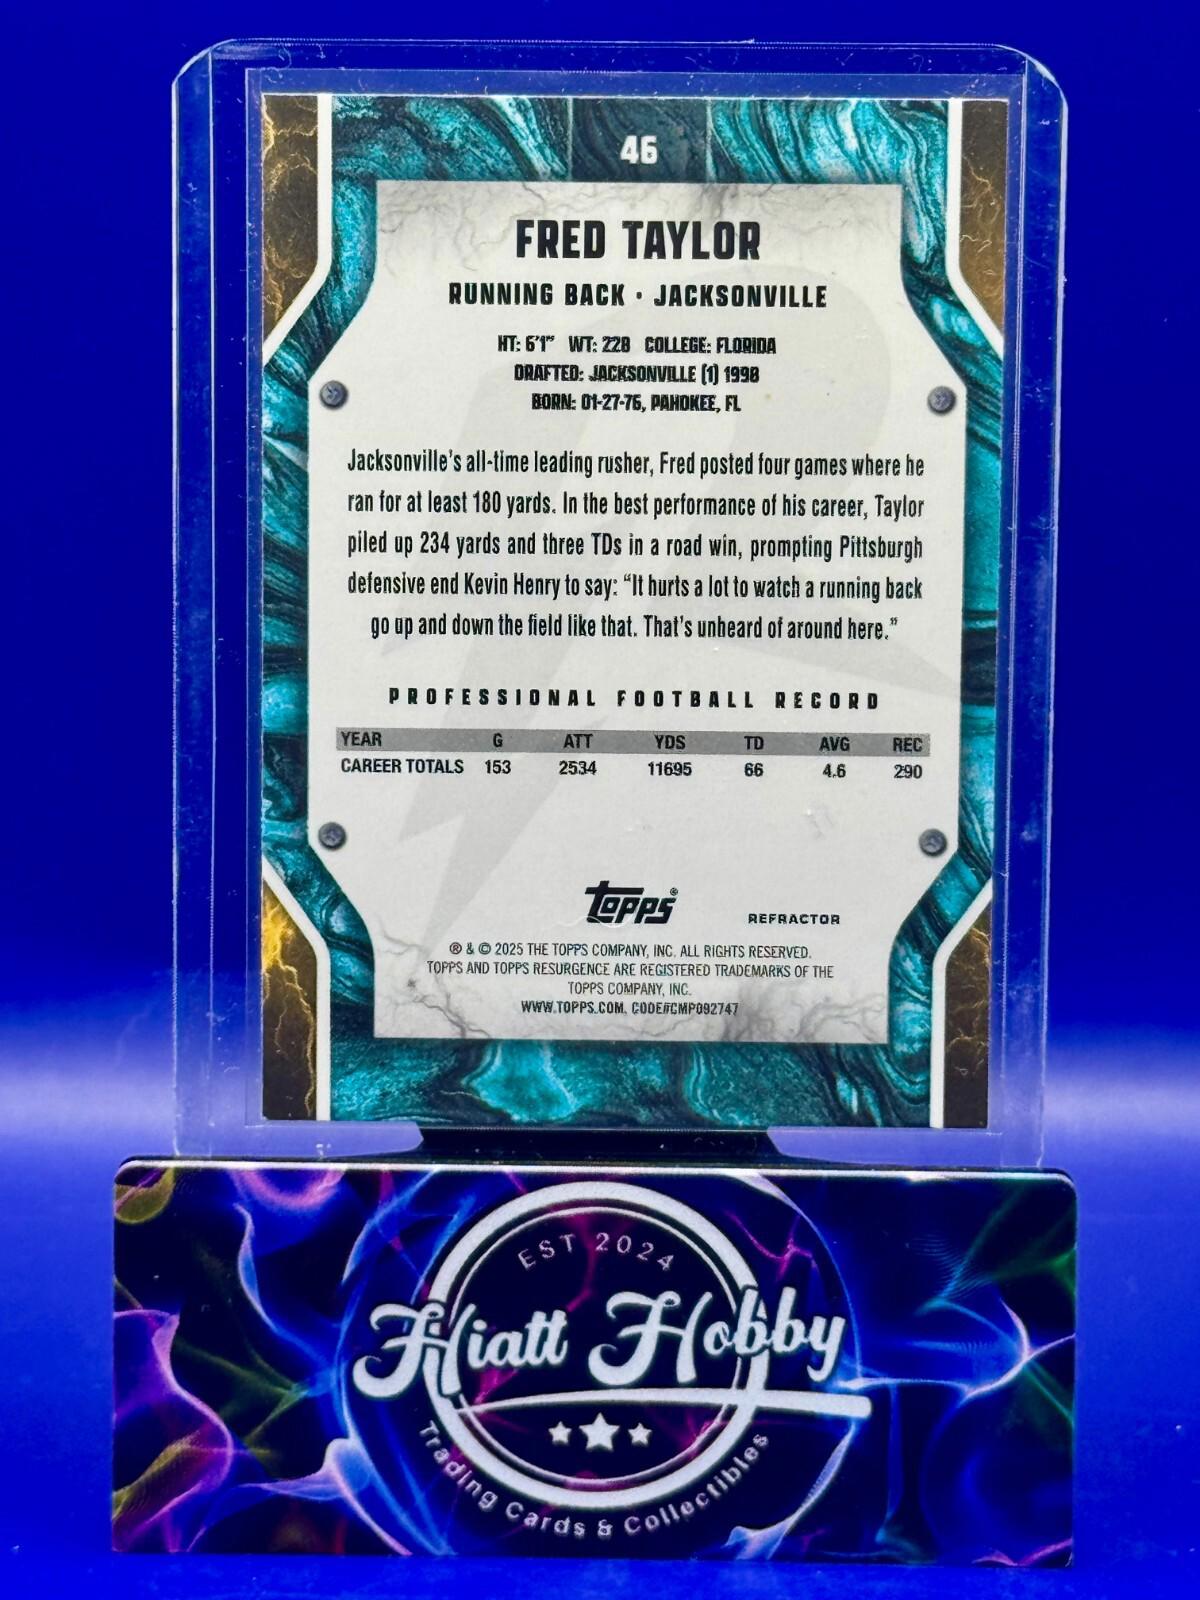 46
FRED TAYLOR
RUNNING BACK • JACKSONVILLE
HT: 6'1" WT: 228 COLLEGE: FLORIDA
DRAFTED: JACKSONVILLE (1) 1998
BORN: 01-27-76, PAHOKEE, FL
Jacksonville's all-time leading rusher, Fred posted four games where he
ran for at least 180 yards. In the best performance of his career, Taylor
piled up 234 yards and three TDs in a road win, prompting Pittsburgh
defensive end Kevin Henry to say: “It hurts a lot to watch a running back
go up and down the field like that. That's unheard of around here.”
PROFESSIONAL FOOTBALL RECORD
YEAR G ATT YDS TD AVG REC
CAREER TOTALS 153 2534 11695 66 4.6 290
Topps®
REFRACTOR
® & © 2025 THE TOPPS COMPANY, INC. ALL RIGHTS RESERVED.
TOPPS AND TOPPS RESURGENCE ARE REGISTERED TRADEMARKS OF THE
TOPPS COMPANY, INC.
WWW.TOPPS.COM. CODE#CMP092747
EST 2024
Hiatt Hobby
Trading Cards & Collectibles